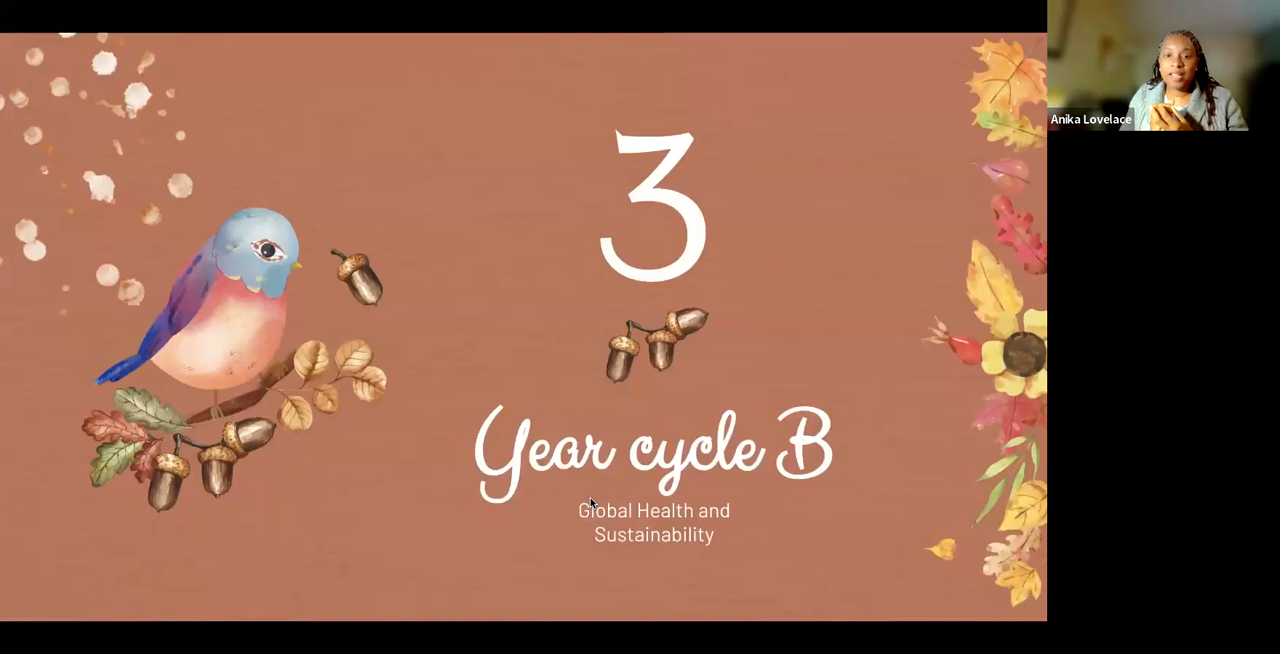 3
Year cycle B
Global Health and
Sustainability
Anika Lovelace